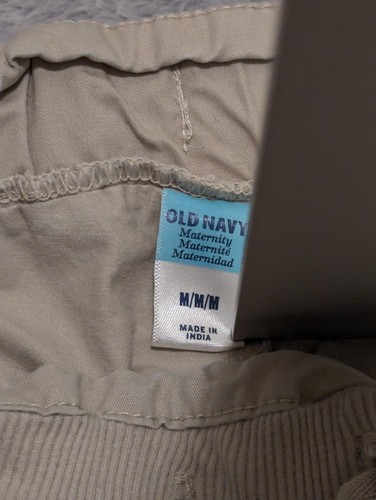 OLD NAVY
Maternity
Maternité
Maternidad
M/M/M
MADE IN
INDIA